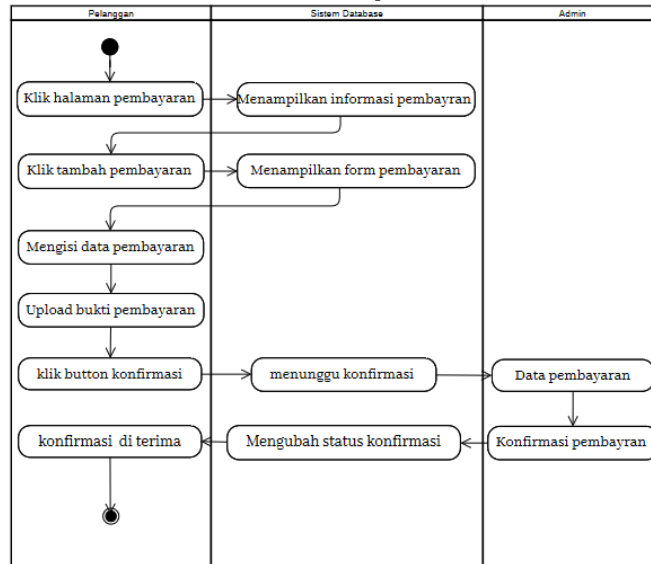 Pelanggan
Sistem Database
Admin
Klik halaman pembayaran
Menampilkan informasi pembayran
Klik tambah pembayaran
Menampilkan form pembayaran
Mengisi data pembayaran
Upload bukti pembayaran
klik button konfirmasi
menunggu konfirmasi
Data pembayaran
konfirmasi di terima
Mengubah status konfirmasi
Konfirmasi pembayran